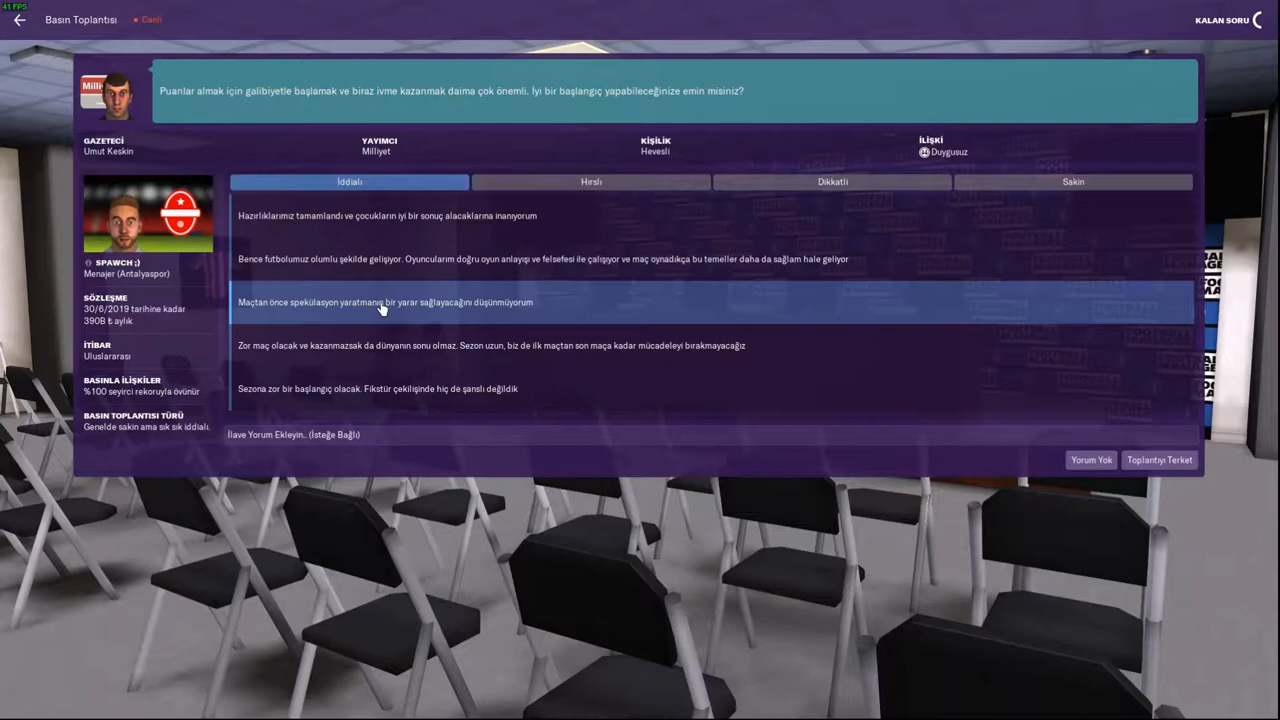 41 FPS
Basın Toplantısı
Canlı
KALAN SORU
Milli
Puanlar almak için galibiyetle başlamak ve biraz ivme kazanmak daima çok önemli. İyi bir başlangıç yapabileceğinize emin misiniz?
GAZETECİ
Umut Keskin
YAYIMCI
Milliyet
KİŞİLİK
Hevesli
İLİŞKİ
Duygusuz
İddialı
Hırslı
Dikkatli
Sakin
SPAWCH ;)
Menajer (Antalyaspor)
SÖZLEŞME
30/6/2019 tarihine kadar
390B ₺ aylık
İTİBAR
Uluslararası
BASINLA İLİŞKİLER
%100 seyirci rekoruyla övünür
BASIN TOPLANTISI TÜRÜ
Genelde sakin ama sık sık iddialı.
Hazırlıklarımız tamamlandı ve çocukların iyi bir sonuç alacaklarına inanıyorum
Bence futbolumuz olumlu şekilde gelişiyor. Oyuncularım doğru oyun anlayışı ve felsefesi ile çalışıyor ve maç oynadıkça bu temeller daha da sağlam hale geliyor
Maçtan önce spekülasyon yaratmanın bir yarar sağlayacağını düşünmüyorum
Zor maç olacak ve kazanmazsak da dünyanın sonu olmaz. Sezon uzun, biz de ilk maçtan son maça kadar mücadeleyi bırakmayacağız
Sezona zor bir başlangıç olacak. Fikstür çekilişinde hiç de şanslı değildik
İlave Yorum Ekleyin.. (İsteğe Bağlı)
Yorum Yok
Toplantıyı Terket